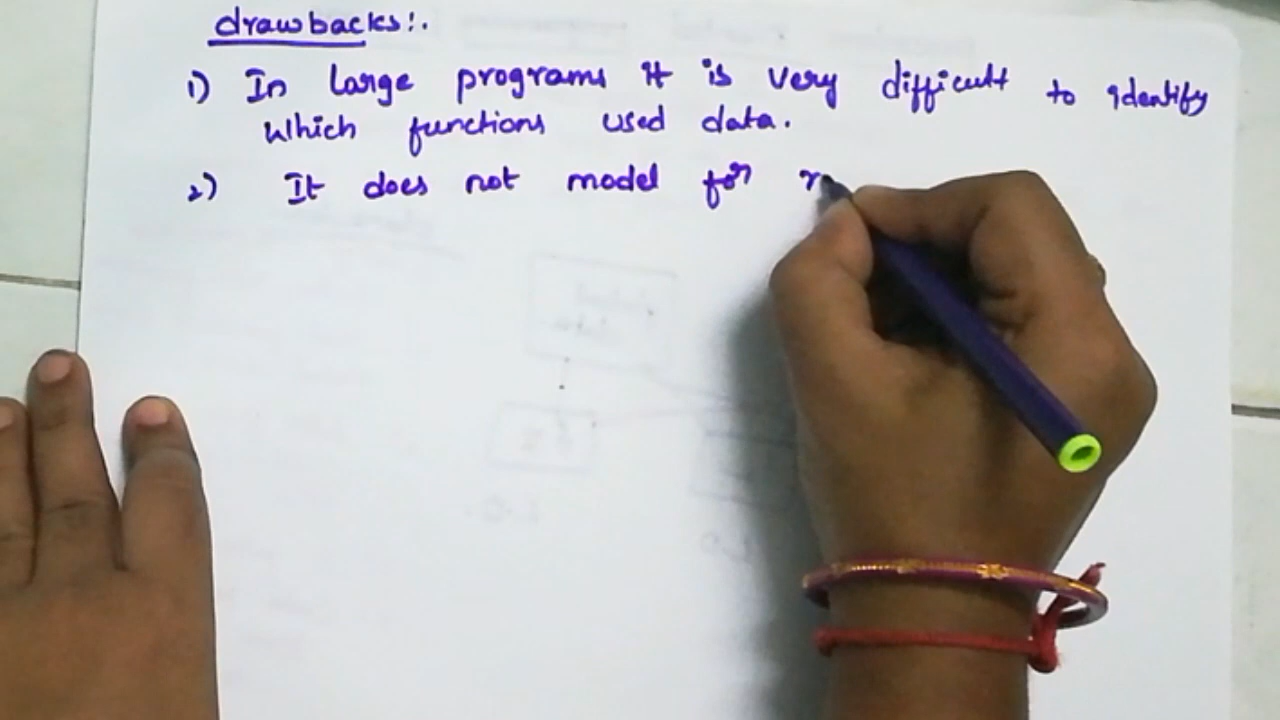 drawbacks:.
1) In large programs it is very difficult to identify
which functions used data.
2) It does not model for r